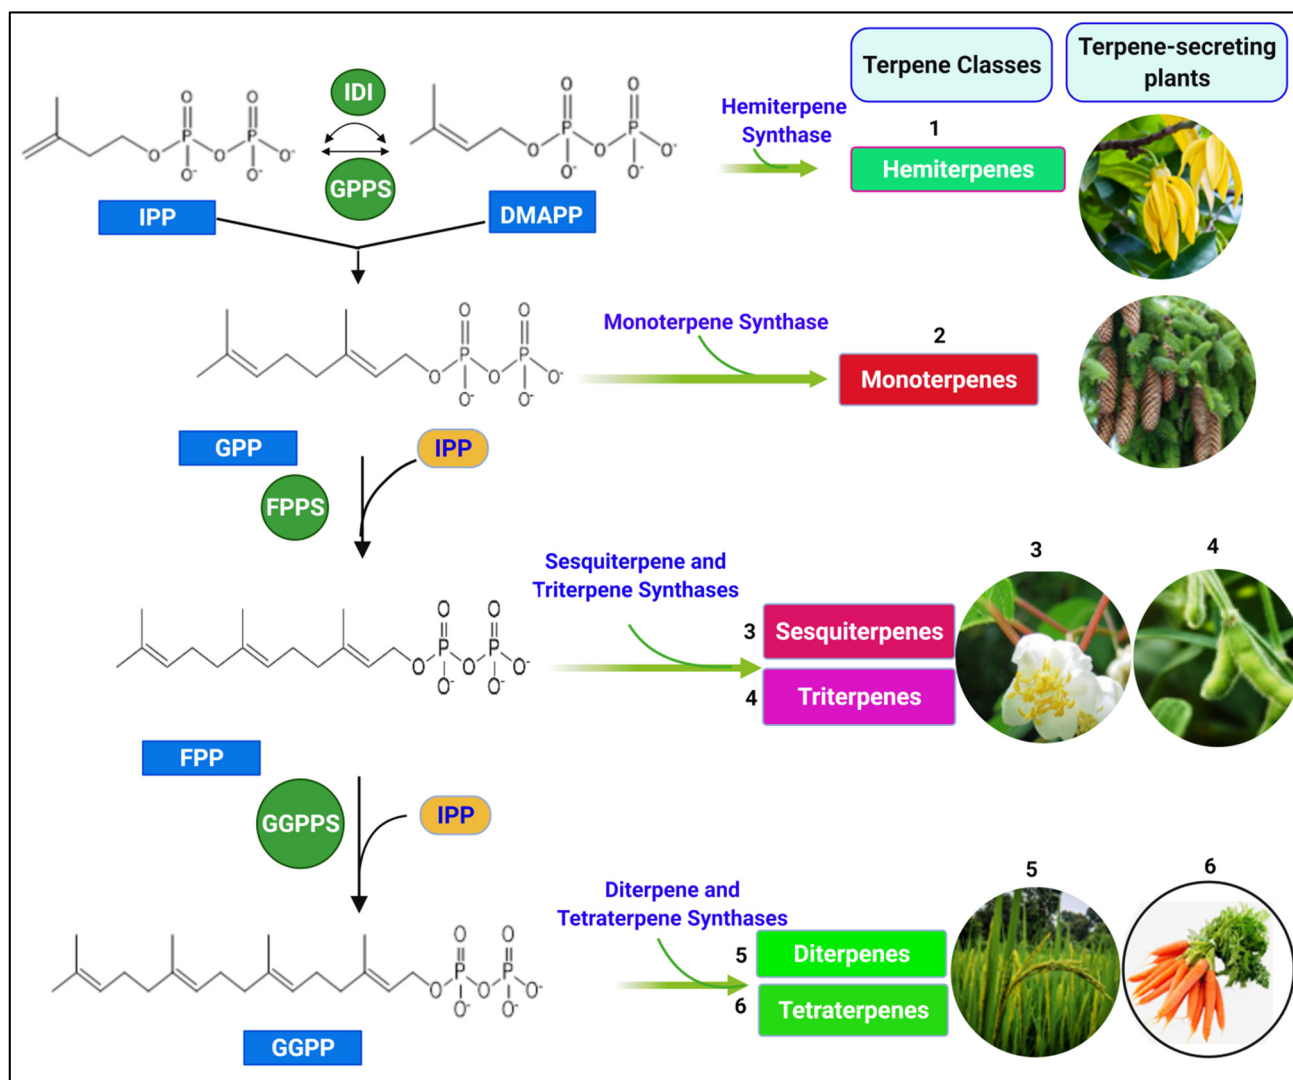 Terpene Classes
Terpene-secreting
plants
IDI
GPPS
IPP
DMAPP
O O
P P
O O O⁻
O⁻ O⁻
O O
P P
O O O⁻
O⁻ O⁻
Hemiterpene
Synthase
1
Hemiterpenes
O O
P P
O O O⁻
O⁻ O⁻
GPP
Monoterpene Synthase
2
Monoterpenes
IPP
FPPS
O O
P P
O O O⁻
O⁻ O⁻
FPP
Sesquiterpene and
Triterpene Synthases
3 Sesquiterpenes
4 Triterpenes
3
4
IPP
GGPPS
O O
P P
O O O⁻
O⁻ O⁻
GGPP
Diterpene and
Tetraterpene Synthases
5 Diterpenes
6 Tetraterpenes
5
6